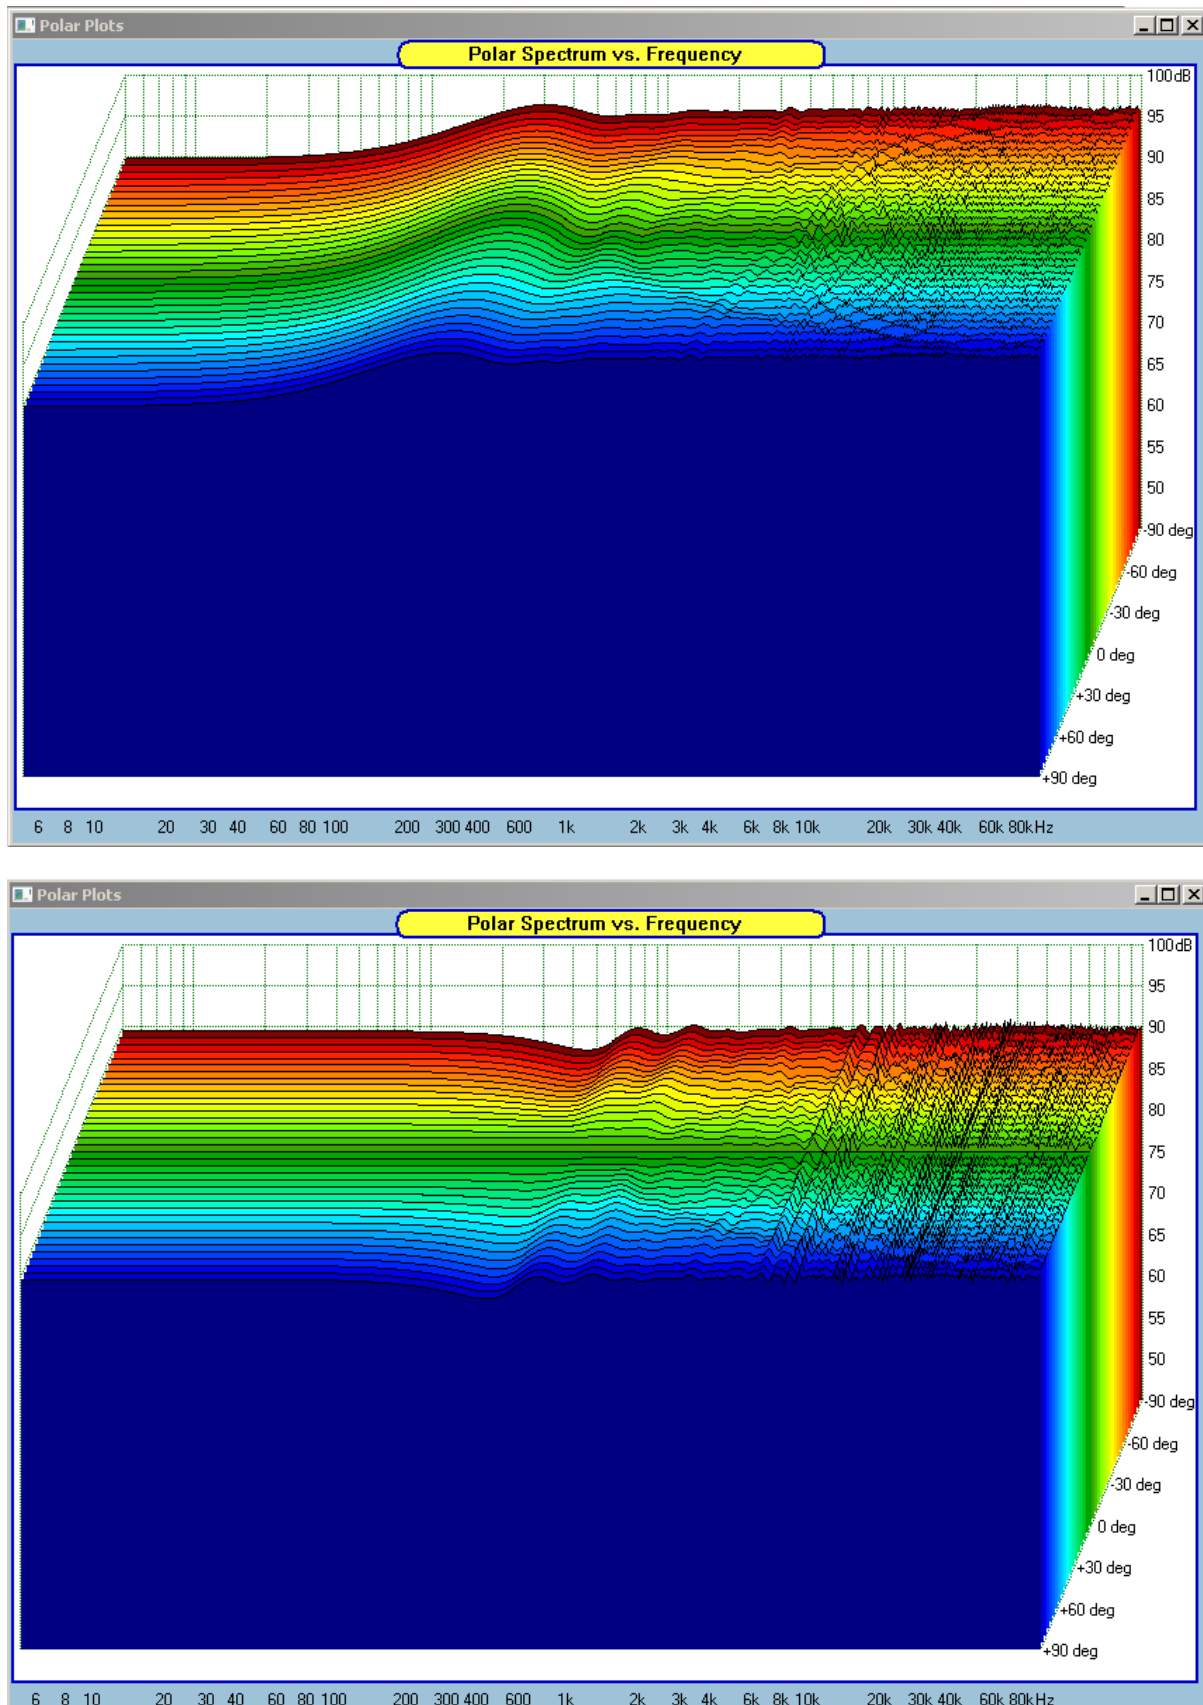 Polar Plots
Polar Spectrum vs. Frequency
100dB
95
90
85
80
75
70
65
60
55
50
-90 deg
-60 deg
-30 deg
0 deg
+30 deg
+60 deg
+90 deg
6 8 10 20 30 40 60 80 100 200 300 400 600 1k 2k 3k 4k 6k 8k 10k 20k 30k 40k 60k 80kHz
Polar Plots
Polar Spectrum vs. Frequency
100dB
95
90
85
80
75
70
65
60
55
50
-90 deg
-60 deg
-30 deg
0 deg
+30 deg
+60 deg
+90 deg
6 8 10 20 30 40 60 80 100 200 300 400 600 1k 2k 3k 4k 6k 8k 10k 20k 30k 40k 60k 80kHz